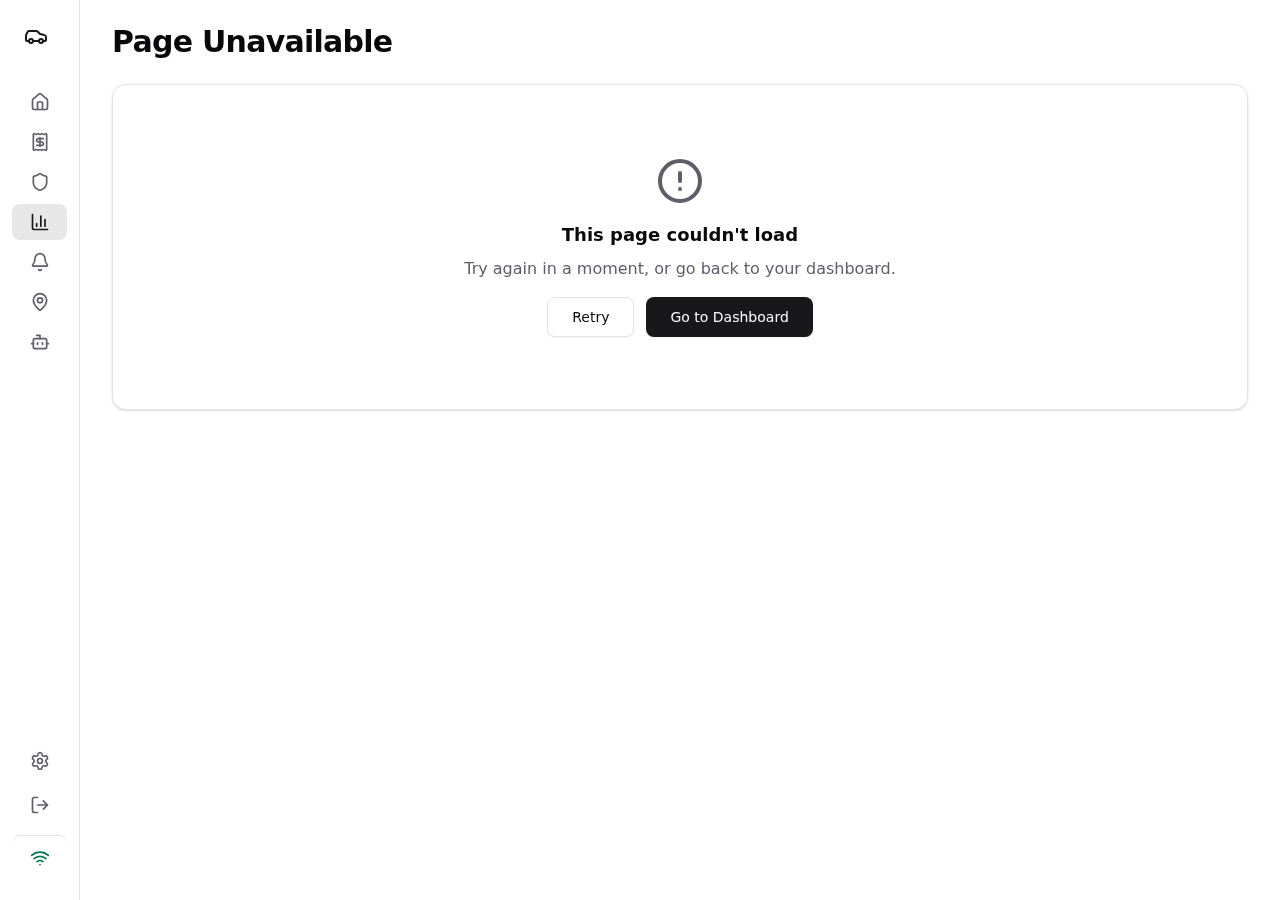 Page Unavailable
This page couldn't load
Try again in a moment, or go back to your dashboard.
Retry
Go to Dashboard